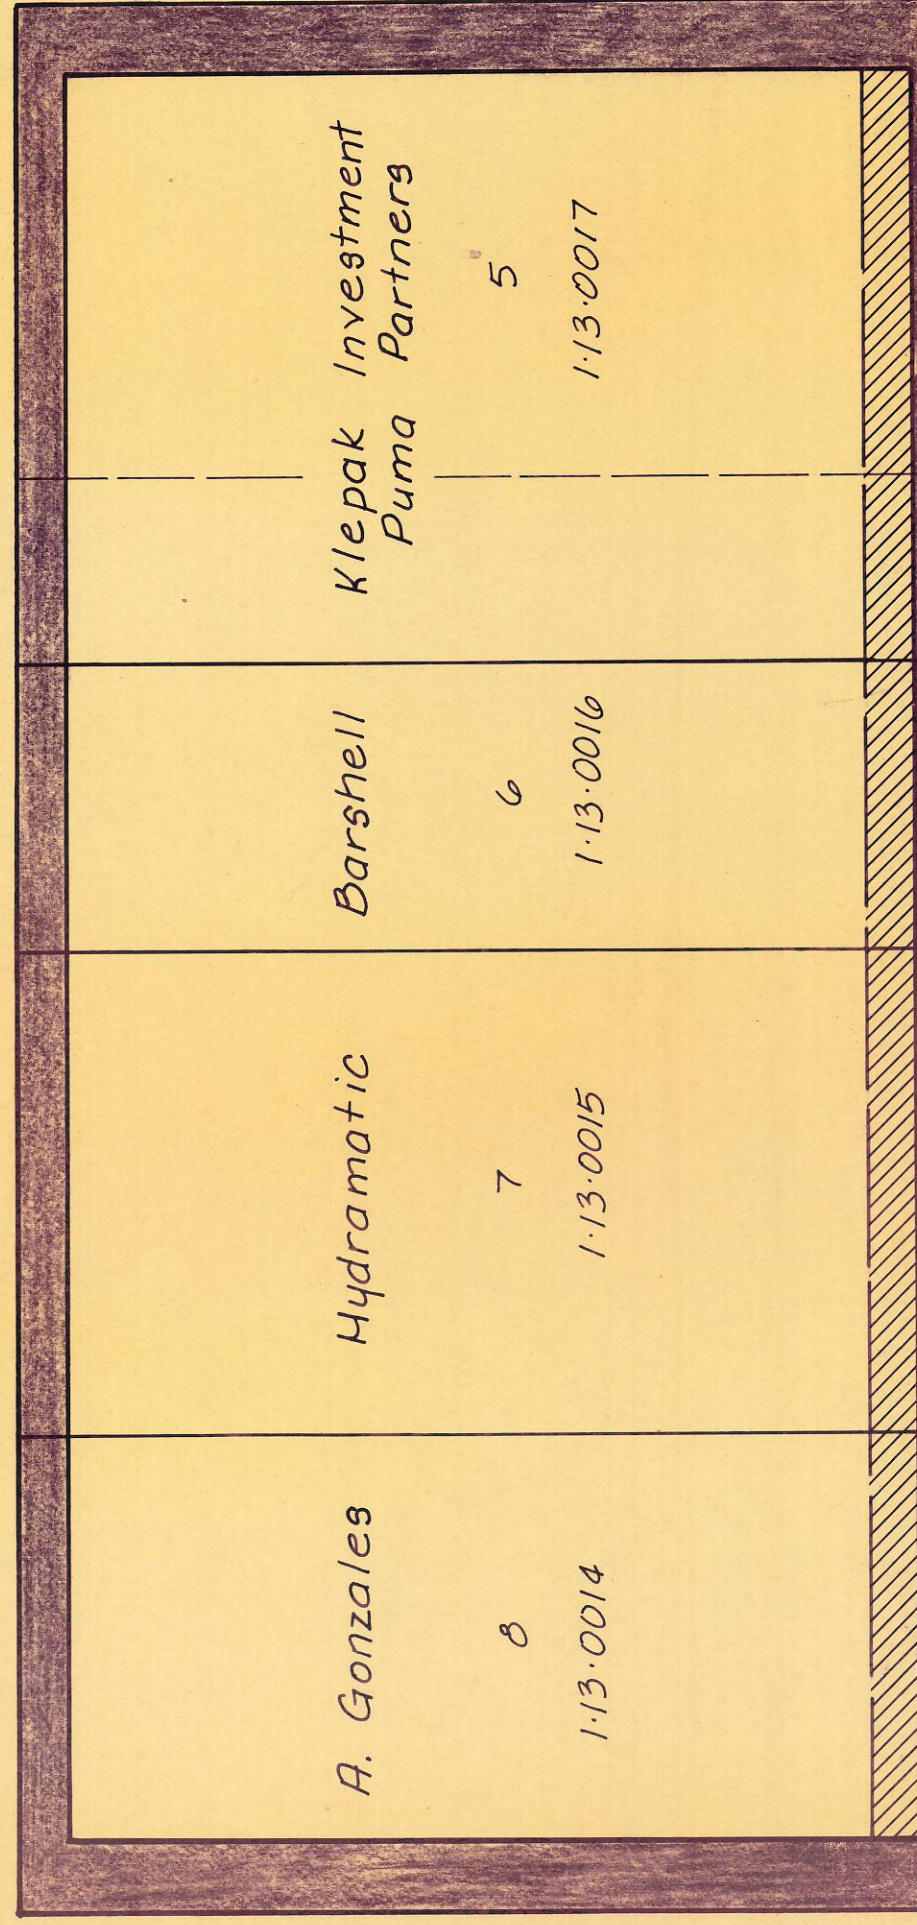 A. Gonzales
8
1·13·0014
Hydramatic
7
1·13·0015
Barshell
6
1·13·0016
Klepak Investment
Puma Partners
5
1·13·0017